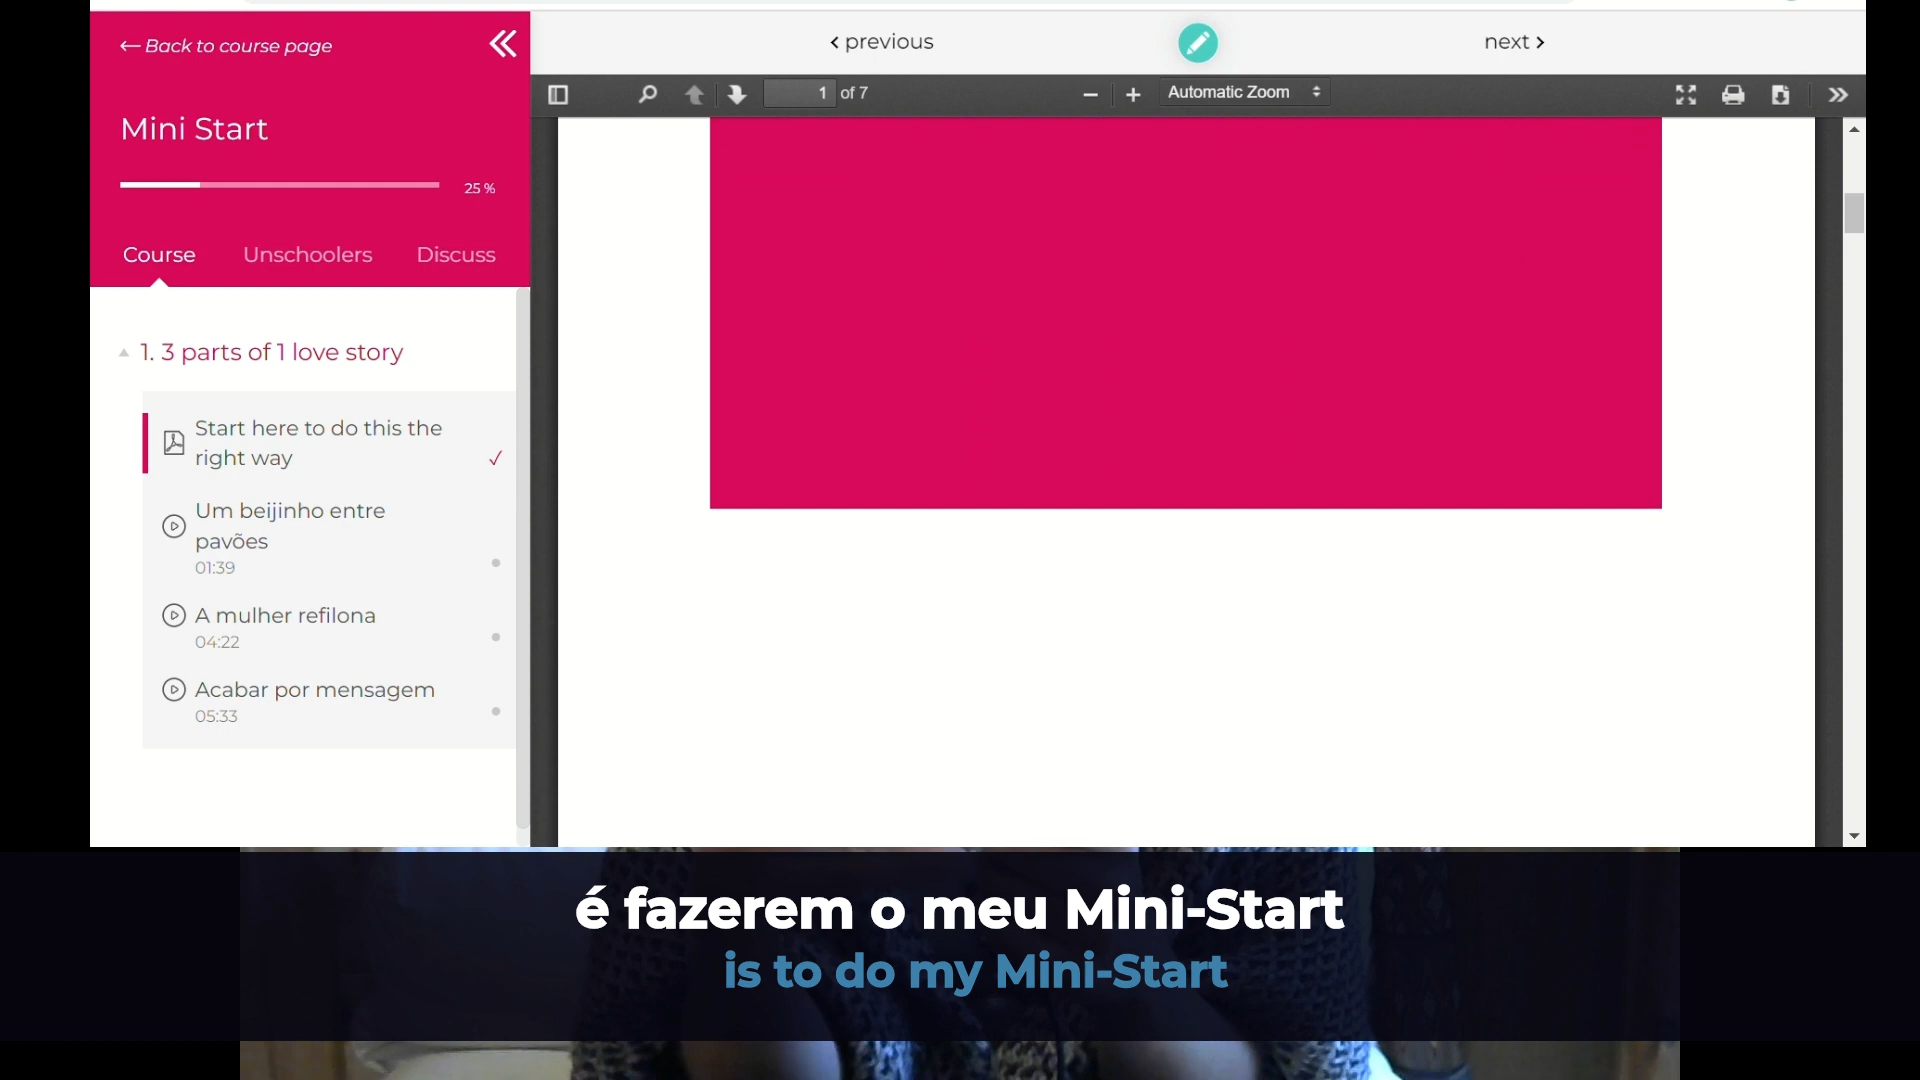 ← Back to course page
Mini Start
25 %
Course Unschoolers Discuss
1. 3 parts of 1 love story
Start here to do this the
right way
Um beijinho entre
pavões
01:39
A mulher refilona
04:22
Acabar por mensagem
05:33
‹ previous
next ›
1 of 7
Automatic Zoom
é fazerem o meu Mini-Start
is to do my Mini-Start